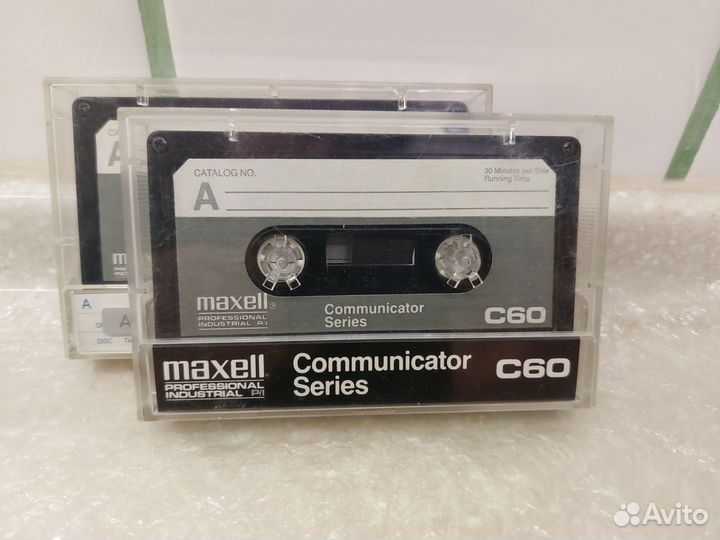 CATALOG NO.
30 Minutes per Side
Running Time
A
maxell®
PROFESSIONAL
INDUSTRIAL P/I
Communicator
Series
C60
maxell
PROFESSIONAL
INDUSTRIAL P/I
Communicator
Series
C60
A
A
A
DISC
Avito